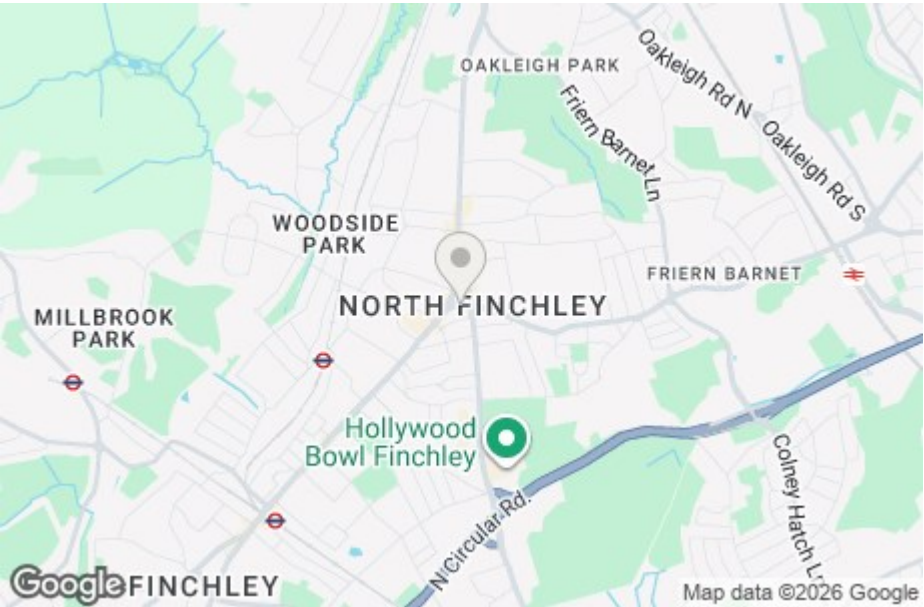 OAKLEIGH PARK
Oakleigh Rd N
Oakleigh Rd S
Friern Barnet Ln
WOODSIDE
PARK
FRIERN BARNET
NORTH FINCHLEY
MILLBROOK
PARK
Hollywood
Bowl Finchley
N Circular Rd.
Colney Hatch Ln
Google
FINCHLEY
Map data ©2026 Google